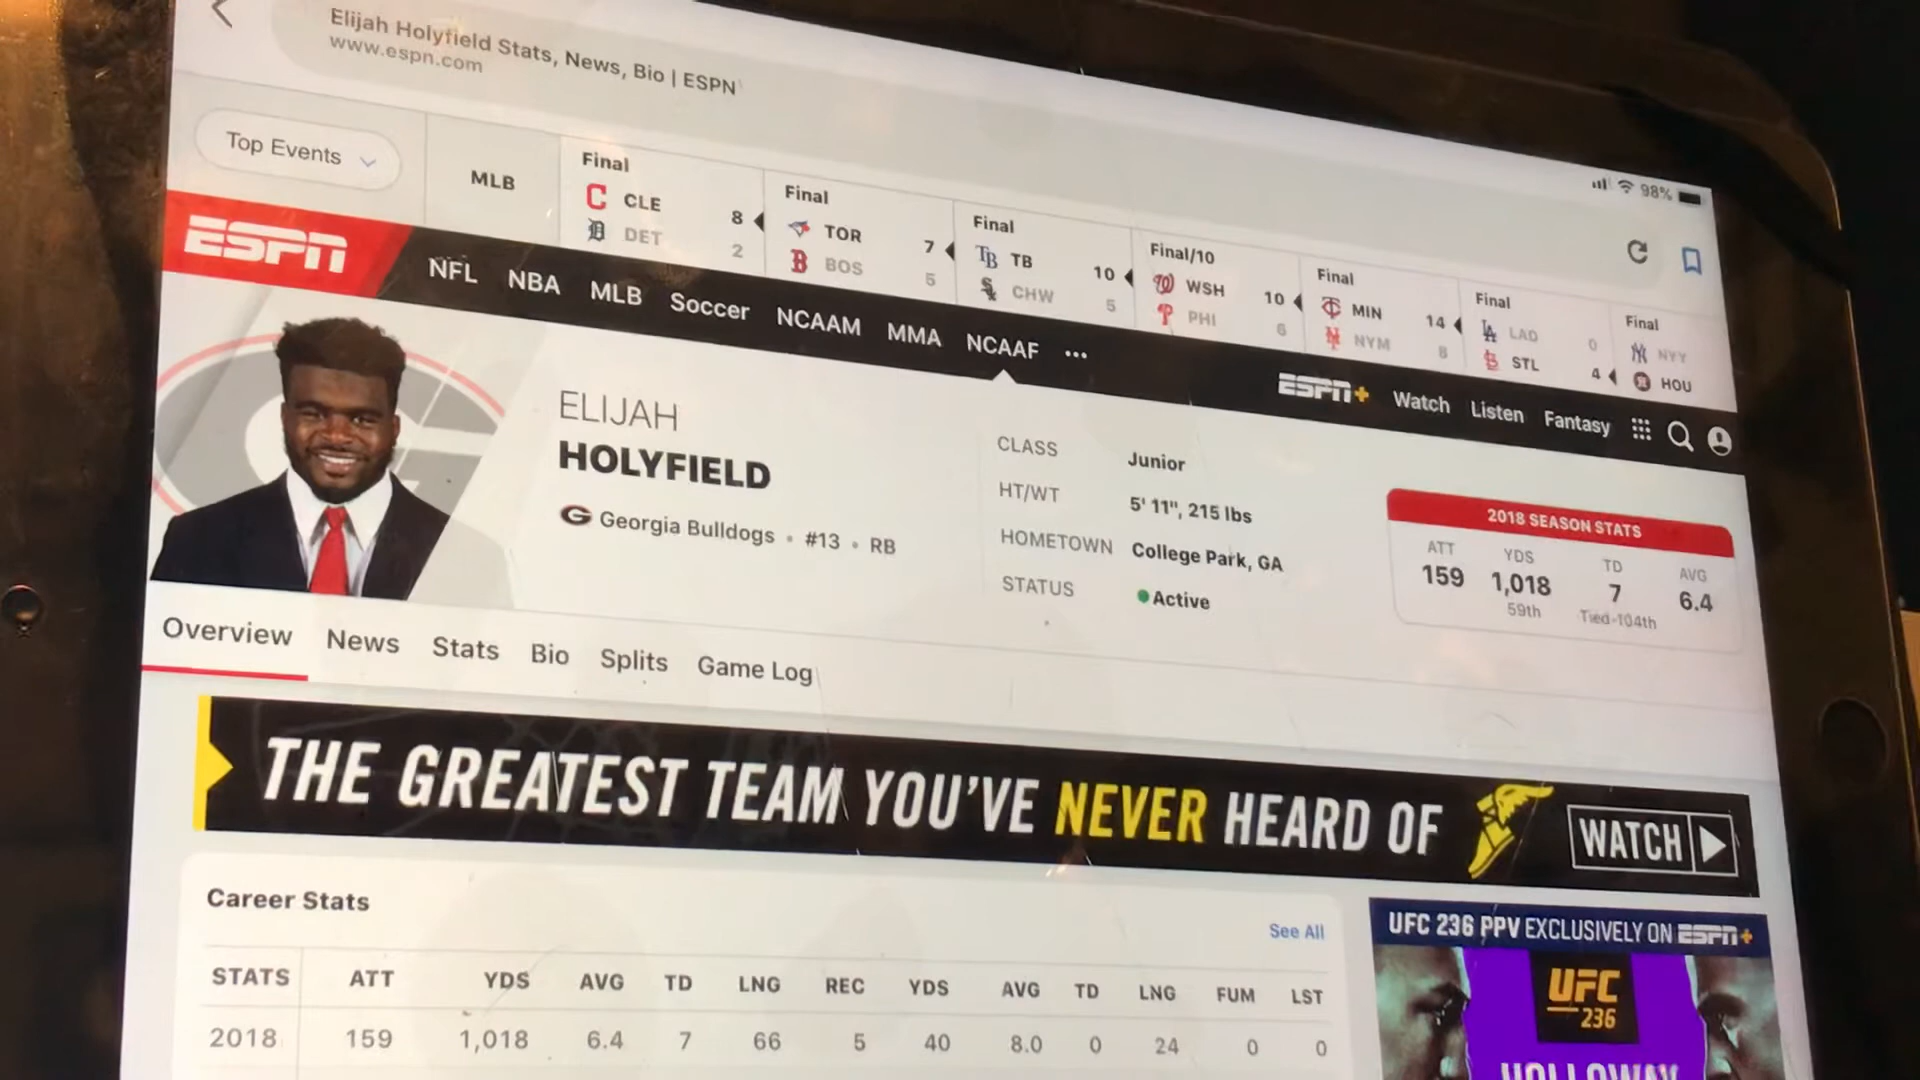 Elijah Holyfield Stats, News, Bio | ESPN
www.espn.com
98%
Top Events
MLB
Final
CLE 8
DET 2
Final
TOR 7
BOS 5
Final
TB 10
CHW 5
Final/10
WSH 10
PHI 6
Final
MIN 14
NYM 8
Final
LAD 0
STL 4
Final
NYY
HOU
ESPN NFL NBA MLB Soccer NCAAM MMA NCAAF ... ESPN+ Watch Listen Fantasy
ELIJAH
HOLYFIELD
G Georgia Bulldogs • #13 • RB
CLASS Junior
HT/WT 5' 11", 215 lbs
HOMETOWN College Park, GA
STATUS Active
2018 SEASON STATS
ATT YDS TD AVG
159 1,018 7 6.4
59th Tied-104th
Overview News Stats Bio Splits Game Log
THE GREATEST TEAM YOU'VE NEVER HEARD OF WATCH
Career Stats
See All
STATS ATT YDS AVG TD LNG REC YDS AVG TD LNG FUM LST
2018 159 1,018 6.4 7 66 5 40 8.0 0 24 0 0
UFC 236 PPV EXCLUSIVELY ON ESPN+
UFC
236
HOLLOWAY